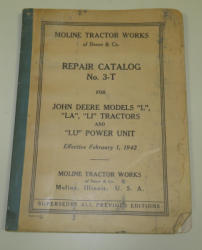 MOLINE TRACTOR WORKS
of Deere & Co.
REPAIR CATALOG
No. 3-T
FOR
JOHN DEERE MODELS "L",
"LA", "LI" TRACTORS
AND
"LU" POWER UNIT
Effective February 1, 1942
MOLINE TRACTOR WORKS
of Deere & Co.
Moline, Illinois, U. S. A.
SUPERSEDES ALL PREVIOUS EDITIONS